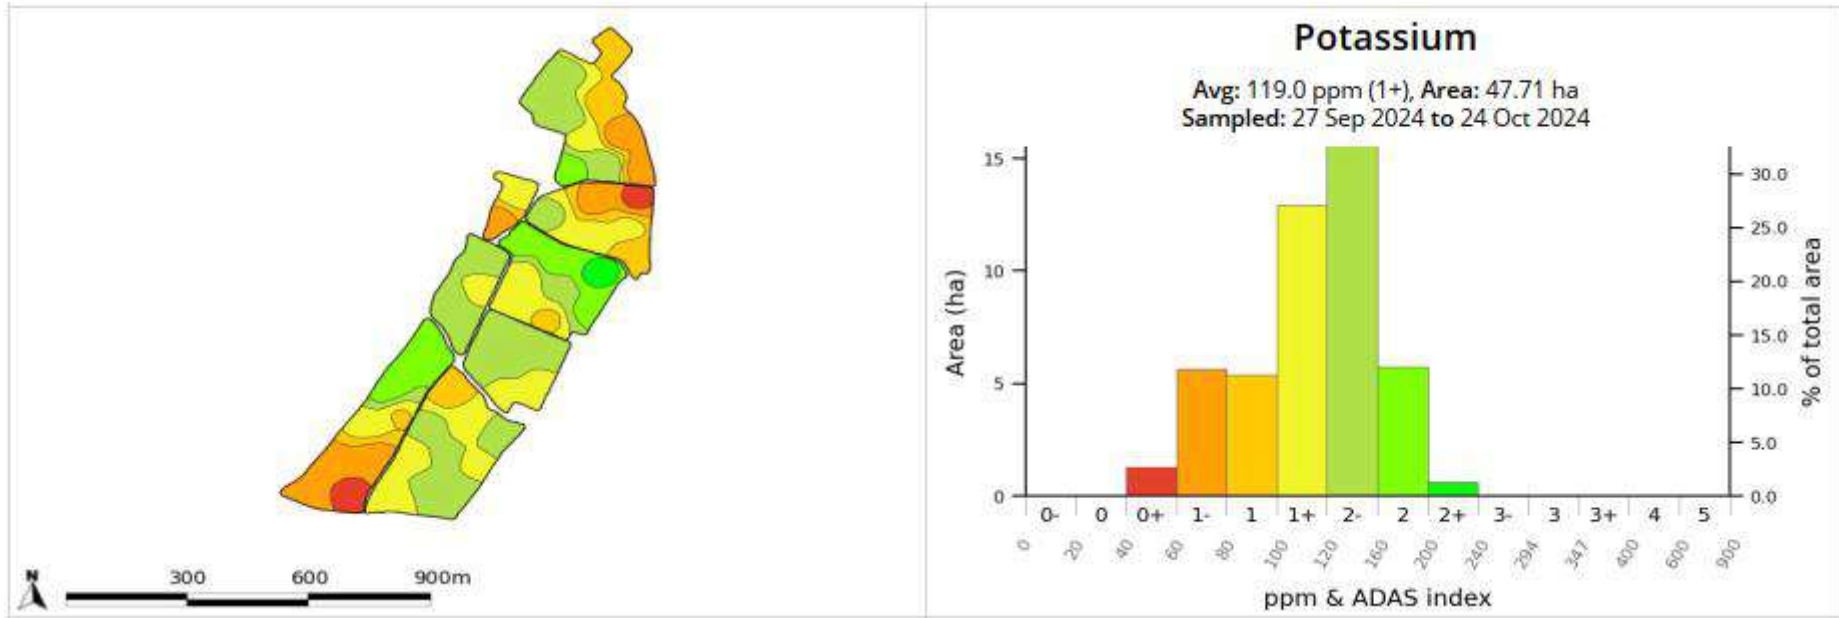 Potassium
Avg: 119.0 ppm (1+), Area: 47.71 ha
Sampled: 27 Sep 2024 to 24 Oct 2024
15
10
5
0
Area (ha)
30.0
25.0
20.0
15.0
10.0
5.0
0.0
% of total area
0- 0 0+ 1- 1 1+ 2- 2 2+ 3- 3 3+ 4 5
0 20 40 60 80 100 120 160 200 240 294 347 400 600 900
ppm & ADAS index
N
300 600 900m